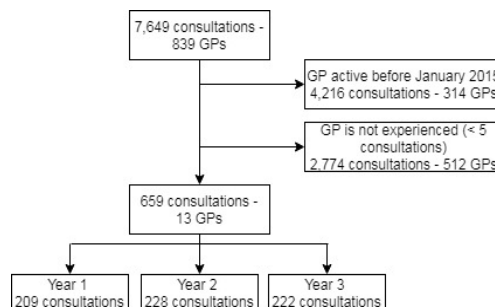 7,649 consultations -
839 GPs
GP active before January 2015
4,216 consultations - 314 GPs
GP is not experienced (< 5
consultations)
2,774 consultations - 512 GPs
659 consultations -
13 GPs
Year 1
209 consultations
Year 2
228 consultations
Year 3
222 consultations